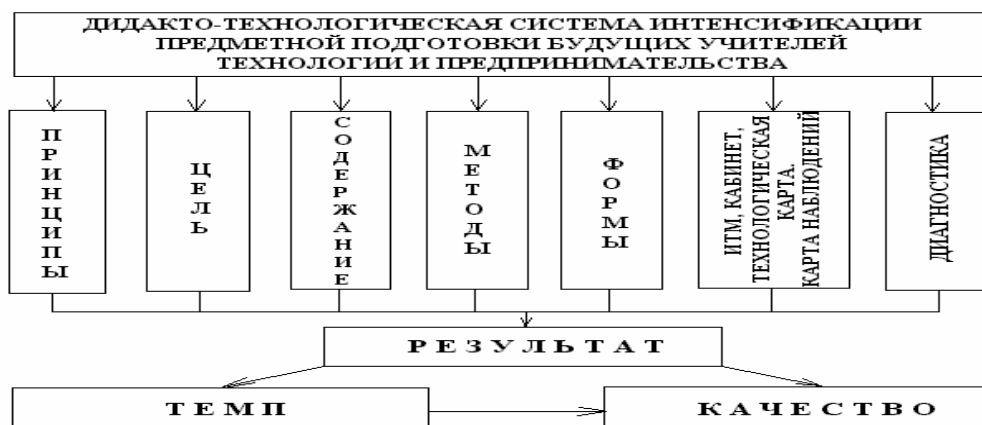 ДИДАКТО-ТЕХНОЛОГИЧЕСКАЯ СИСТЕМА ИНТЕНСИФИКАЦИИ
ПРЕДМЕТНОЙ ПОДГОТОВКИ БУДУЩИХ УЧИТЕЛЕЙ
ТЕХНОЛОГИИ И ПРЕДПРИНИМАТЕЛЬСТВА
ПРИНЦИПЫ
ЦЕЛЬ
СОДЕРЖАНИЕ
МЕТОДЫ
ФОРМЫ
ИТМ, КАБИНЕТ,
ТЕХНОЛОГИЧЕСКАЯ
КАРТА.
КАРТА НАБЛЮДЕНИЙ
ДИАГНОСТИКА
РЕЗУЛЬТАТ
ТЕМП
КАЧЕСТВО